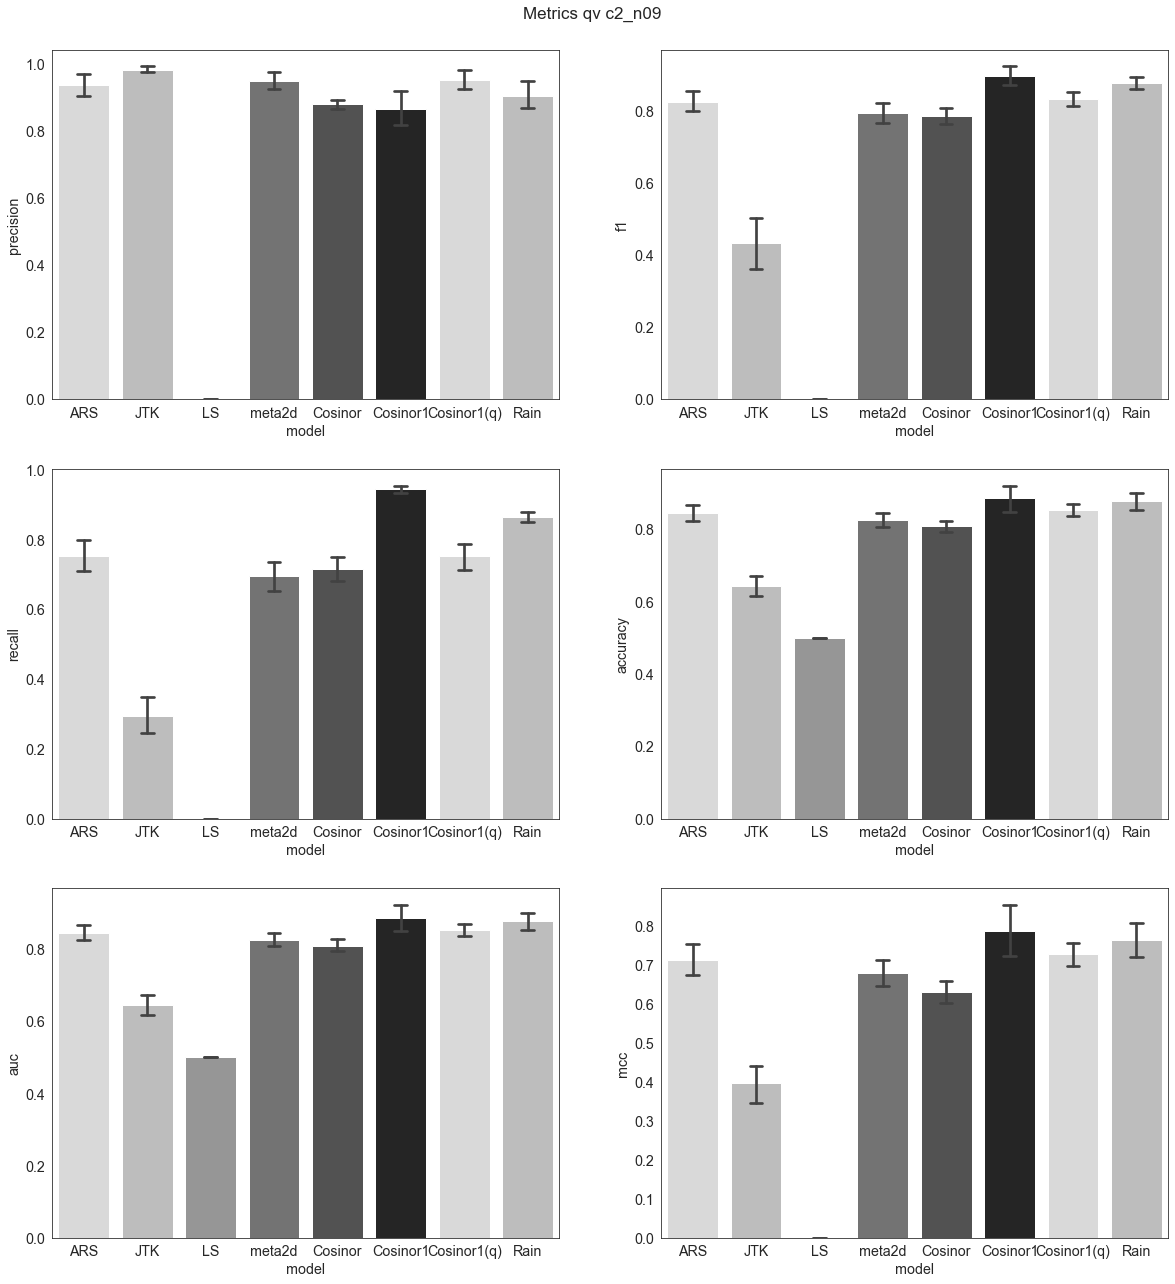 Metrics qv c2_n09
1.0
0.8
0.6
0.4
0.2
0.0
precision
ARS JTK LS meta2d Cosinor Cosinor1 Cosinor1(q) Rain
model
0.8
0.6
0.4
0.2
0.0
f1
ARS JTK LS meta2d Cosinor Cosinor1 Cosinor1(q) Rain
model
1.0
0.8
0.6
0.4
0.2
0.0
recall
ARS JTK LS meta2d Cosinor Cosinor1 Cosinor1(q) Rain
model
0.8
0.6
0.4
0.2
0.0
accuracy
ARS JTK LS meta2d Cosinor Cosinor1 Cosinor1(q) Rain
model
0.8
0.6
0.4
0.2
0.0
auc
ARS JTK LS meta2d Cosinor Cosinor1 Cosinor1(q) Rain
model
0.8
0.7
0.6
0.5
0.4
0.3
0.2
0.1
0.0
mcc
ARS JTK LS meta2d Cosinor Cosinor1 Cosinor1(q) Rain
model